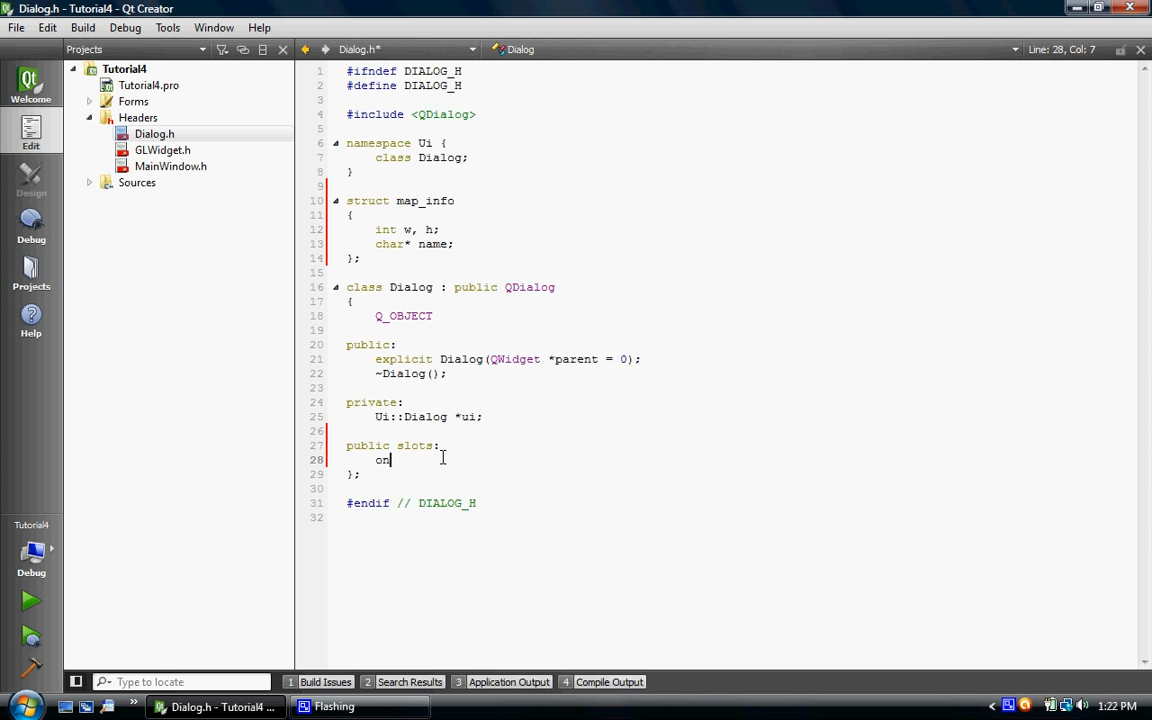 Dialog.h - Tutorial4 - Qt Creator
File Edit Build Debug Tools Window Help
Projects Dialog.h* Dialog Line: 28, Col: 7
Qt
Welcome
Edit
Design
Debug
Projects
Help
Tutorial4
Debug
Tutorial4
Tutorial4.pro
Forms
Headers
Dialog.h
GLWidget.h
MainWindow.h
Sources
1 #ifndef DIALOG_H
2 #define DIALOG_H
3
4 #include <QDialog>
5
6 namespace Ui {
7 class Dialog;
8 }
9
10 struct map_info
11 {
12 int w, h;
13 char* name;
14 };
15
16 class Dialog : public QDialog
17 {
18 Q_OBJECT
19
20 public:
21 explicit Dialog(QWidget *parent = 0);
22 ~Dialog();
23
24 private:
25 Ui::Dialog *ui;
26
27 public slots:
28 on
29 };
30
31 #endif // DIALOG_H
32
Type to locate 1 Build Issues 2 Search Results 3 Application Output 4 Compile Output
Dialog.h - Tutorial4 ... Flashing 1:22 PM